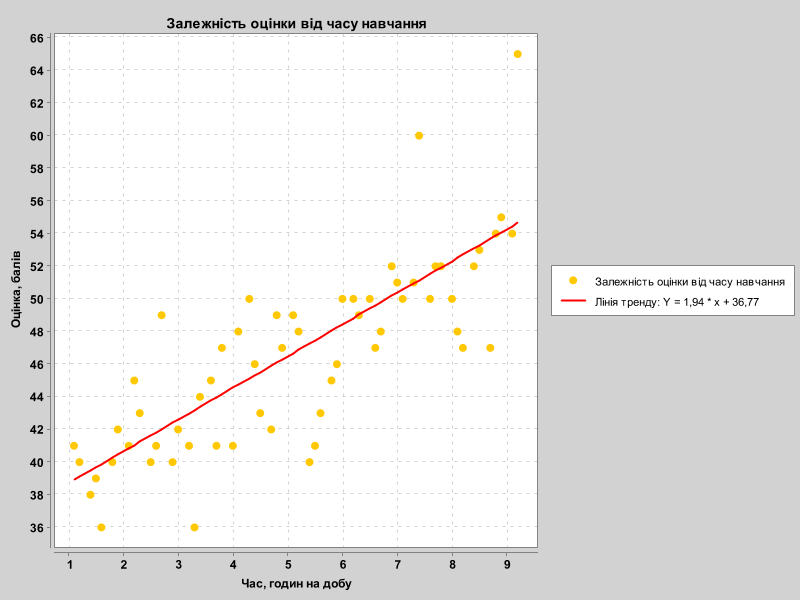 Залежність оцінки від часу навчання
66
64
62
60
58
56
54
52
50
48
46
44
42
40
38
36
Оцінка, балів
1 2 3 4 5 6 7 8 9
Час, годин на добу
Залежність оцінки від часу навчання
Лінія тренду: Y = 1,94 * x + 36,77